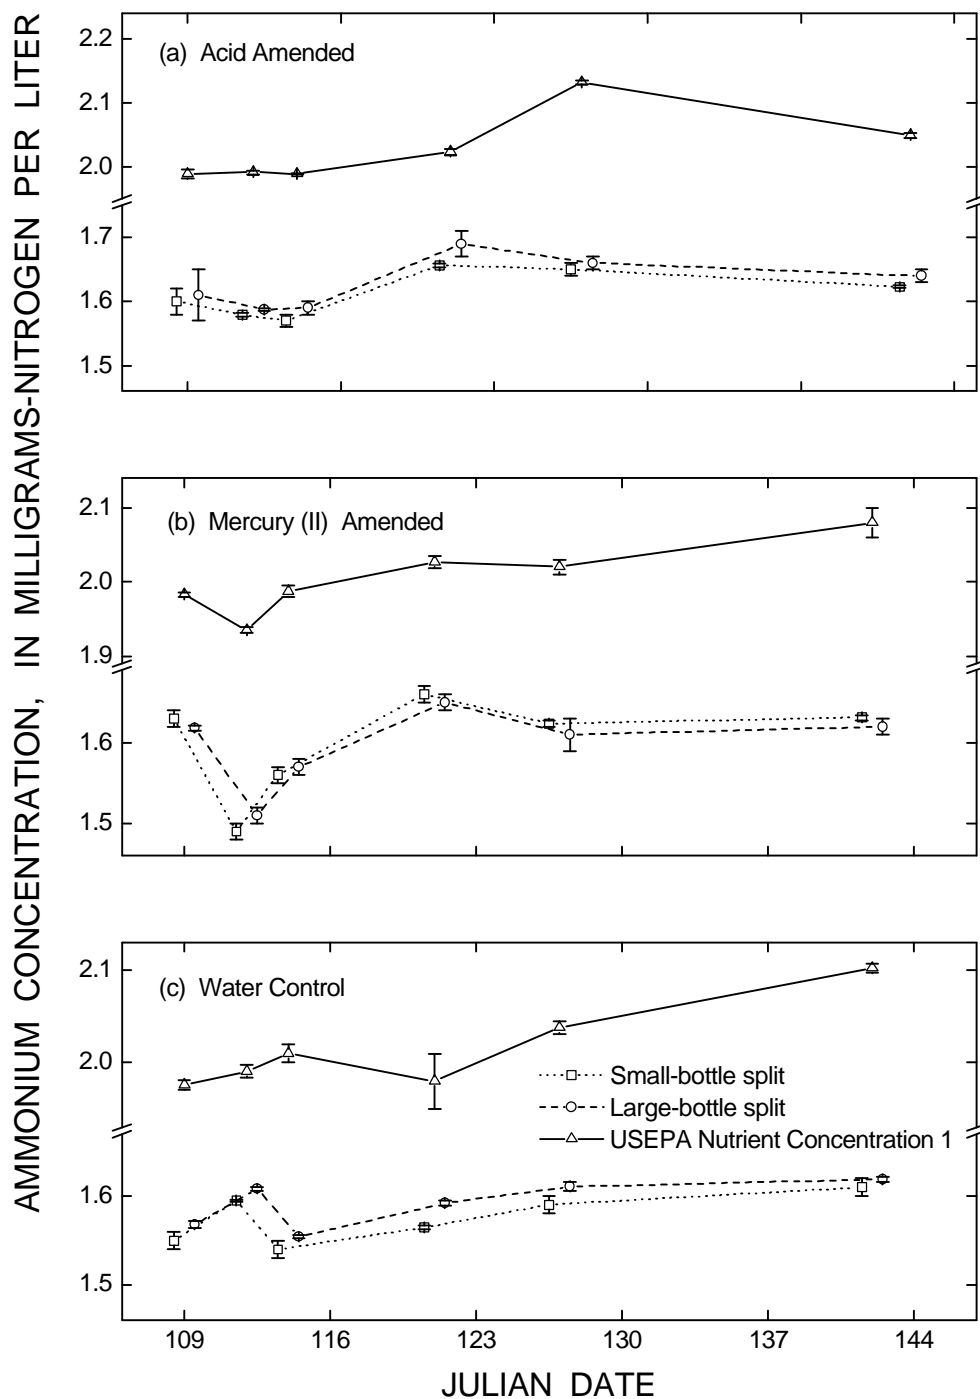 AMMONIUM CONCENTRATION, IN MILLIGRAMS-NITROGEN PER LITER
(a) Acid Amended
2.2
2.1
2.0
1.7
1.6
1.5
(b) Mercury (II) Amended
2.1
2.0
1.9
1.6
1.5
(c) Water Control
2.1
2.0
1.6
1.5
Small-bottle split
Large-bottle split
USEPA Nutrient Concentration 1
109 116 123 130 137 144
JULIAN DATE